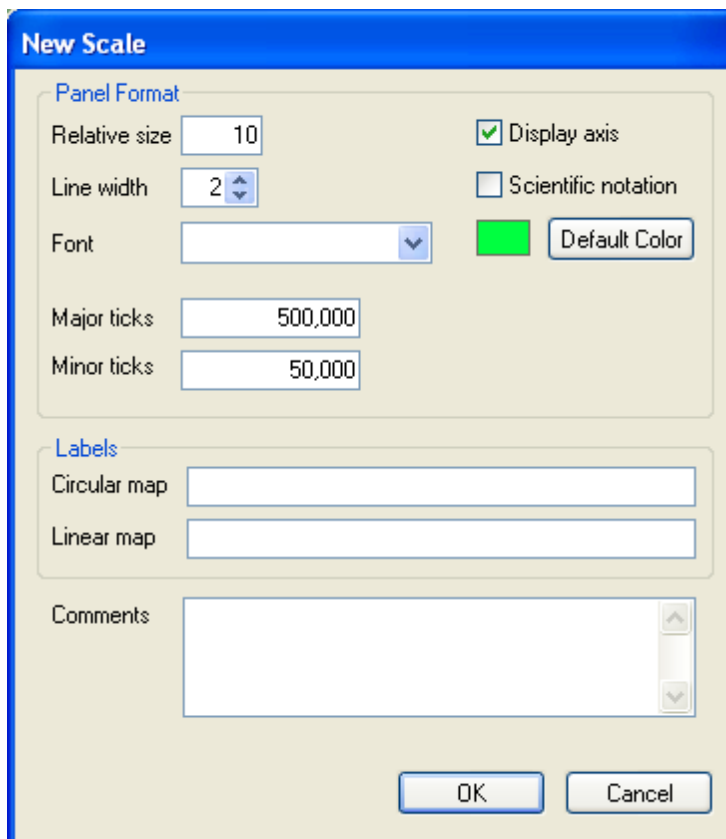 New Scale
Panel Format
Relative size 10
Display axis
Line width 2
Scientific notation
Font
Default Color
Major ticks 500,000
Minor ticks 50,000
Labels
Circular map
Linear map
Comments
OK Cancel